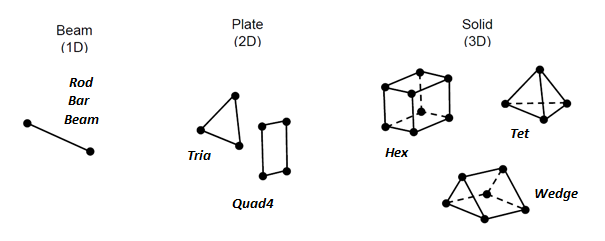 Beam
(1D)
Rod
Bar
Beam
Plate
(2D)
Tria
Quad4
Solid
(3D)
Hex
Tet
Wedge